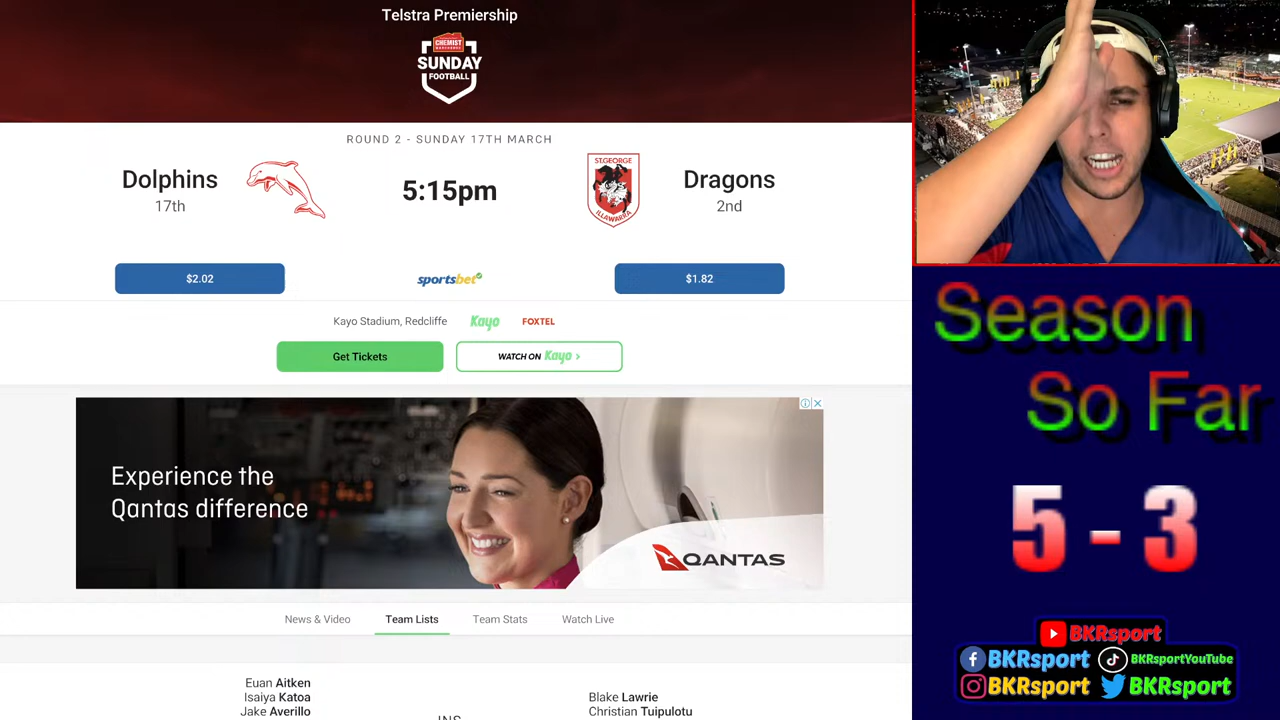 Telstra Premiership
CHEMIST
WAREHOUSE
SUNDAY
FOOTBALL
ROUND 2 - SUNDAY 17TH MARCH
Dolphins
17th
5:15pm
ST.GEORGE
ILLAWARRA
Dragons
2nd
$2.02
sportsbet
$1.82
Kayo Stadium, Redcliffe
Kayo
FOXTEL
Get Tickets
WATCH ON Kayo >
Experience the
Qantas difference
QANTAS
News & Video
Team Lists
Team Stats
Watch Live
Euan Aitken
Isaiya Katoa
Jake Averillo
INS
Blake Lawrie
Christian Tuipulotu
Season
So Far
5 - 3
BKRsport
BKRsport
BKRsportYouTube
BKRsport
BKRsport